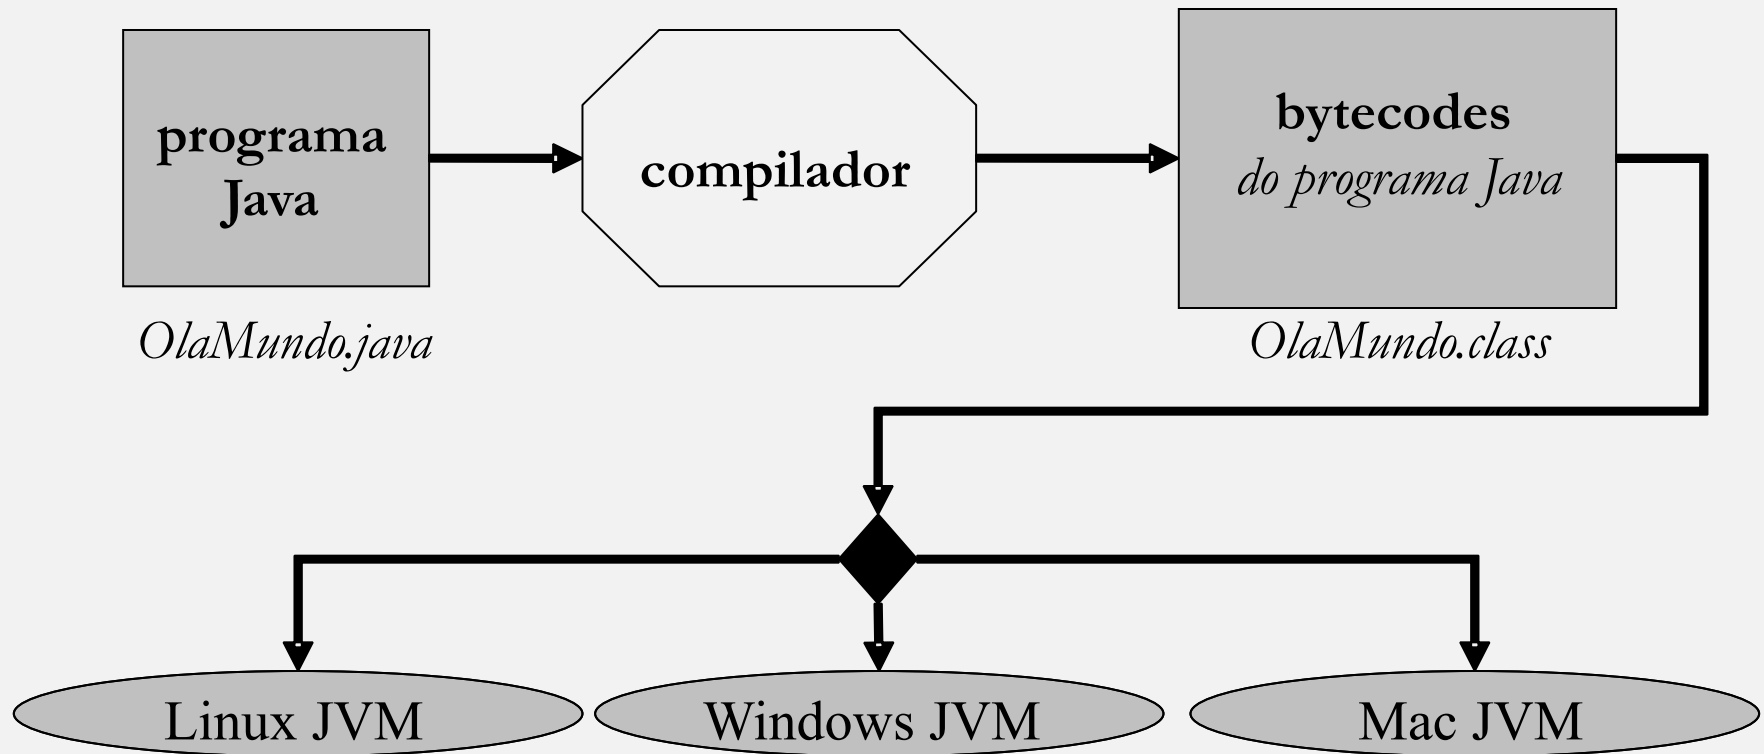 programa
Java
compilador
bytecodes
do programa Java
OlaMundo.java
OlaMundo.class
Linux JVM
Windows JVM
Mac JVM